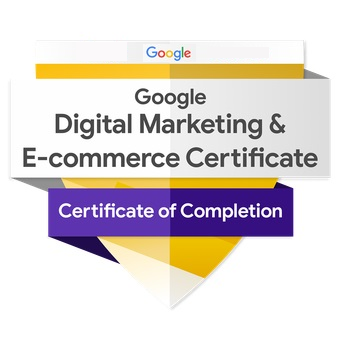 Google
Google
Digital Marketing &
E-commerce Certificate
Certificate of Completion